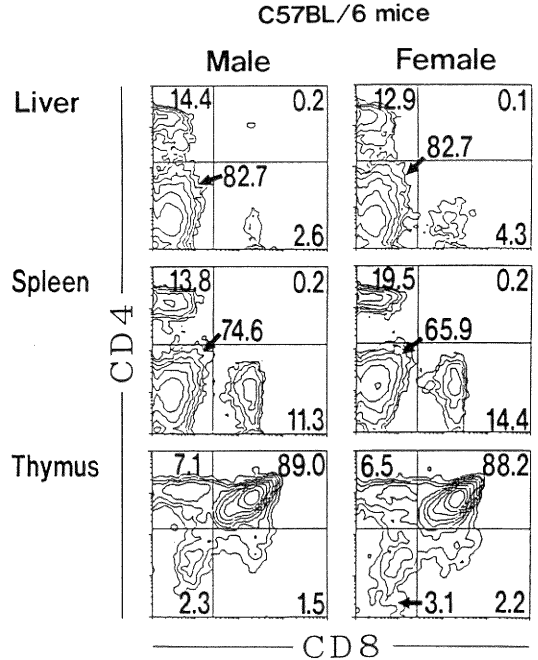 C57BL/6 mice
Male Female
Liver
14.4 0.2 12.9 0.1
82.7 82.7
2.6 4.3
Spleen
13.8 0.2 19.5 0.2
74.6 65.9
11.3 14.4
CD4
Thymus
7.1 89.0 6.5 88.2
2.3 1.5 3.1 2.2
CD8